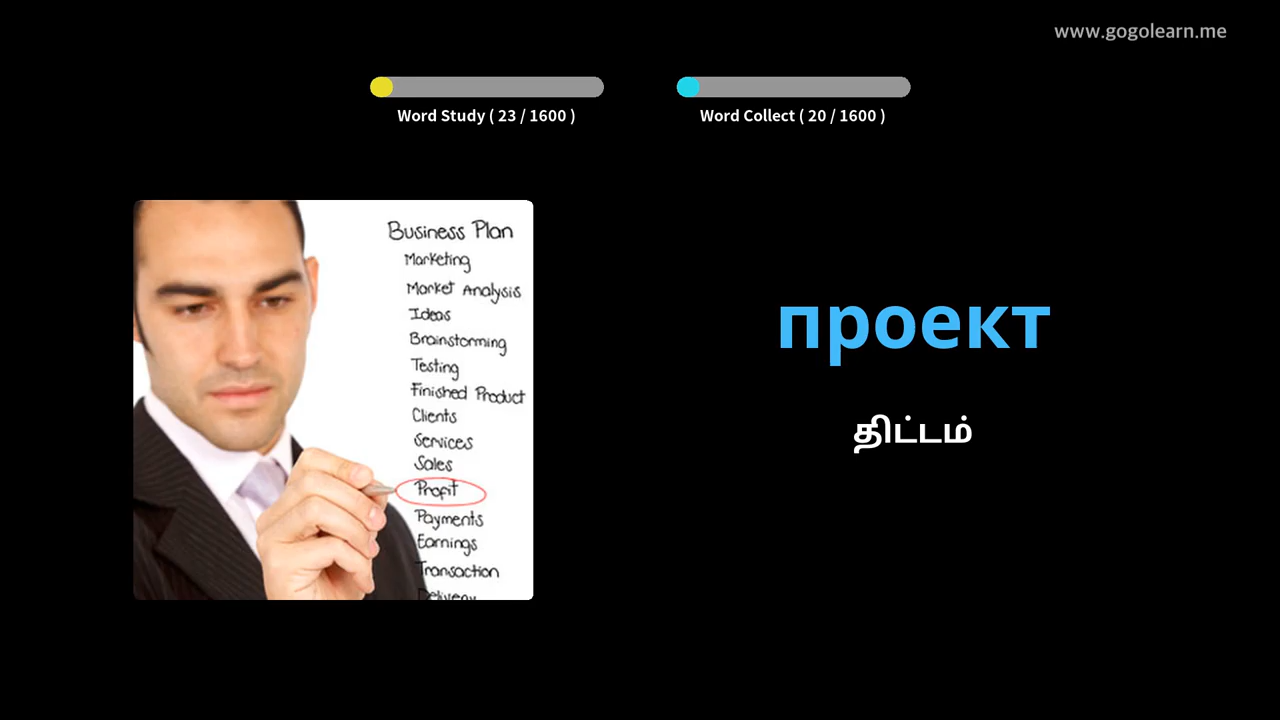 www.gogolearn.me
Word Study ( 23 / 1600 )
Word Collect ( 20 / 1600 )
Business Plan
Marketing
Market Analysis
Ideas
Brainstorming
Testing
Finished Product
Clients
Services
Sales
Profit
Payments
Earnings
Transaction
Delivery
проект
திட்டம்